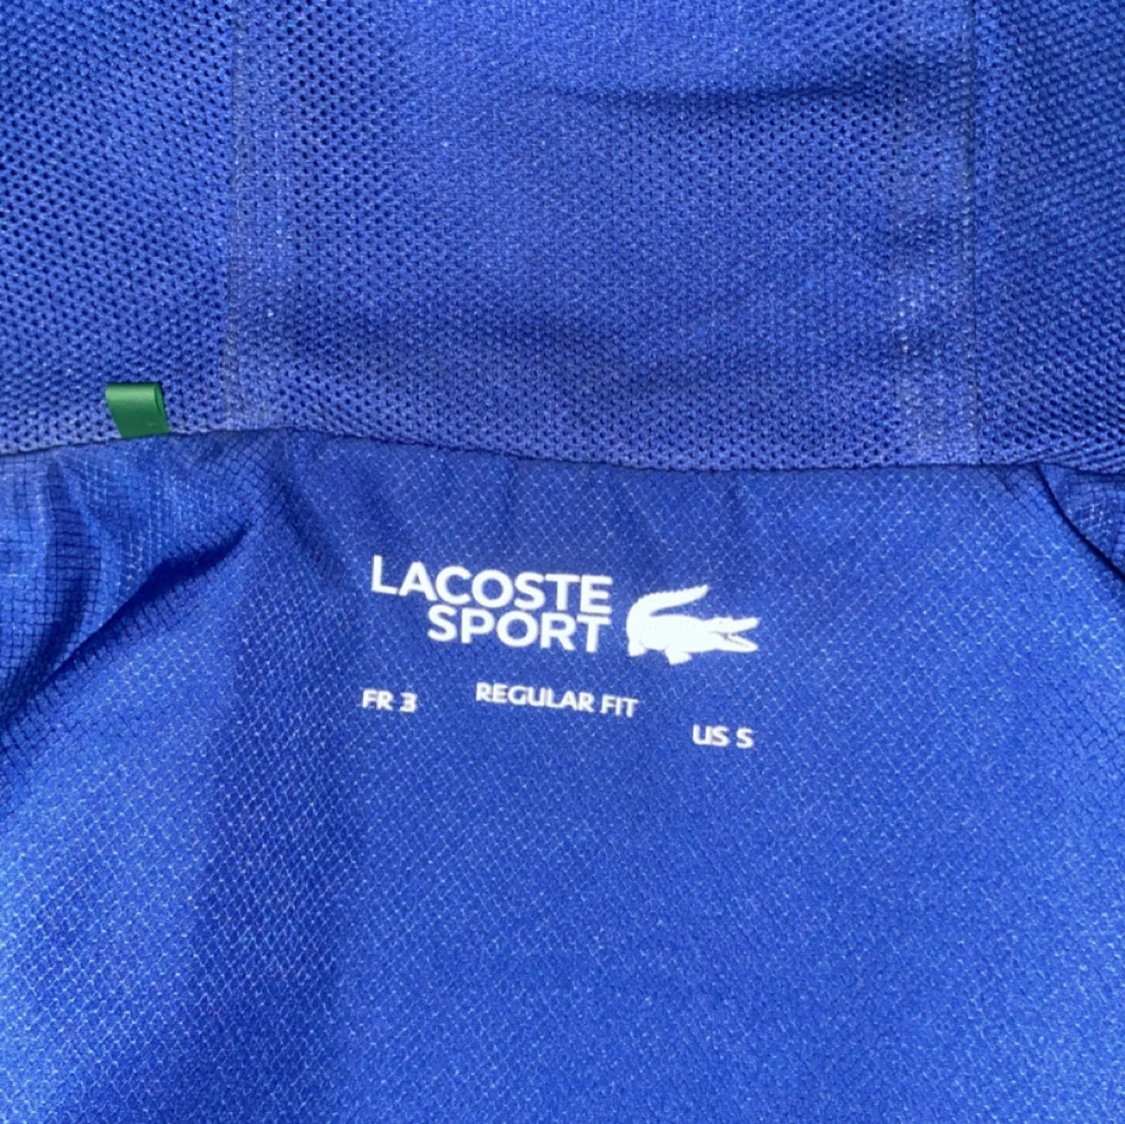 LACOSTE
SPORT
FR 3
REGULAR FIT
US S